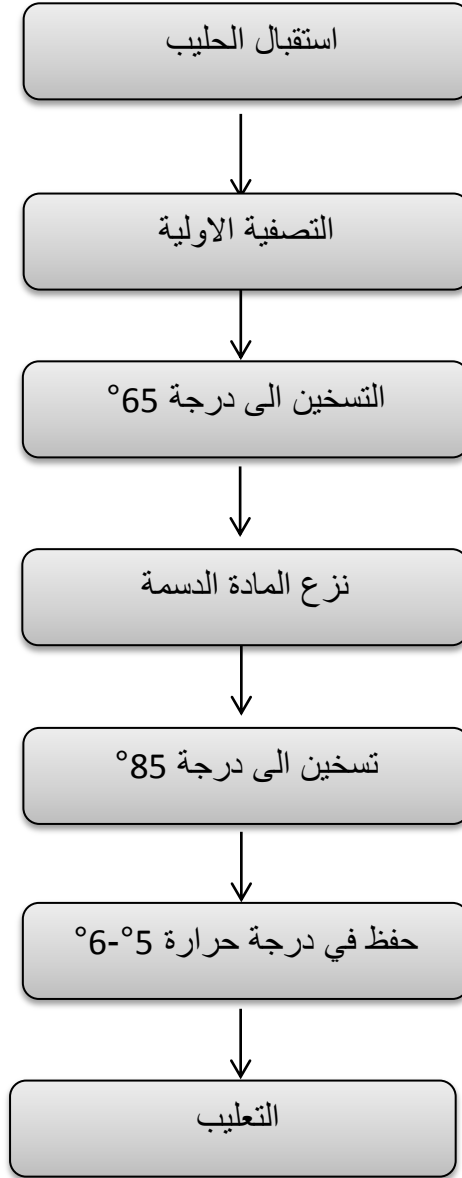 استقبال الحليب
التصفية الاولية
التسخين الى درجة 65°
نزع المادة الدسمة
تسخين الى درجة 85°
حفظ في درجة حرارة 5°-6°
التعليب